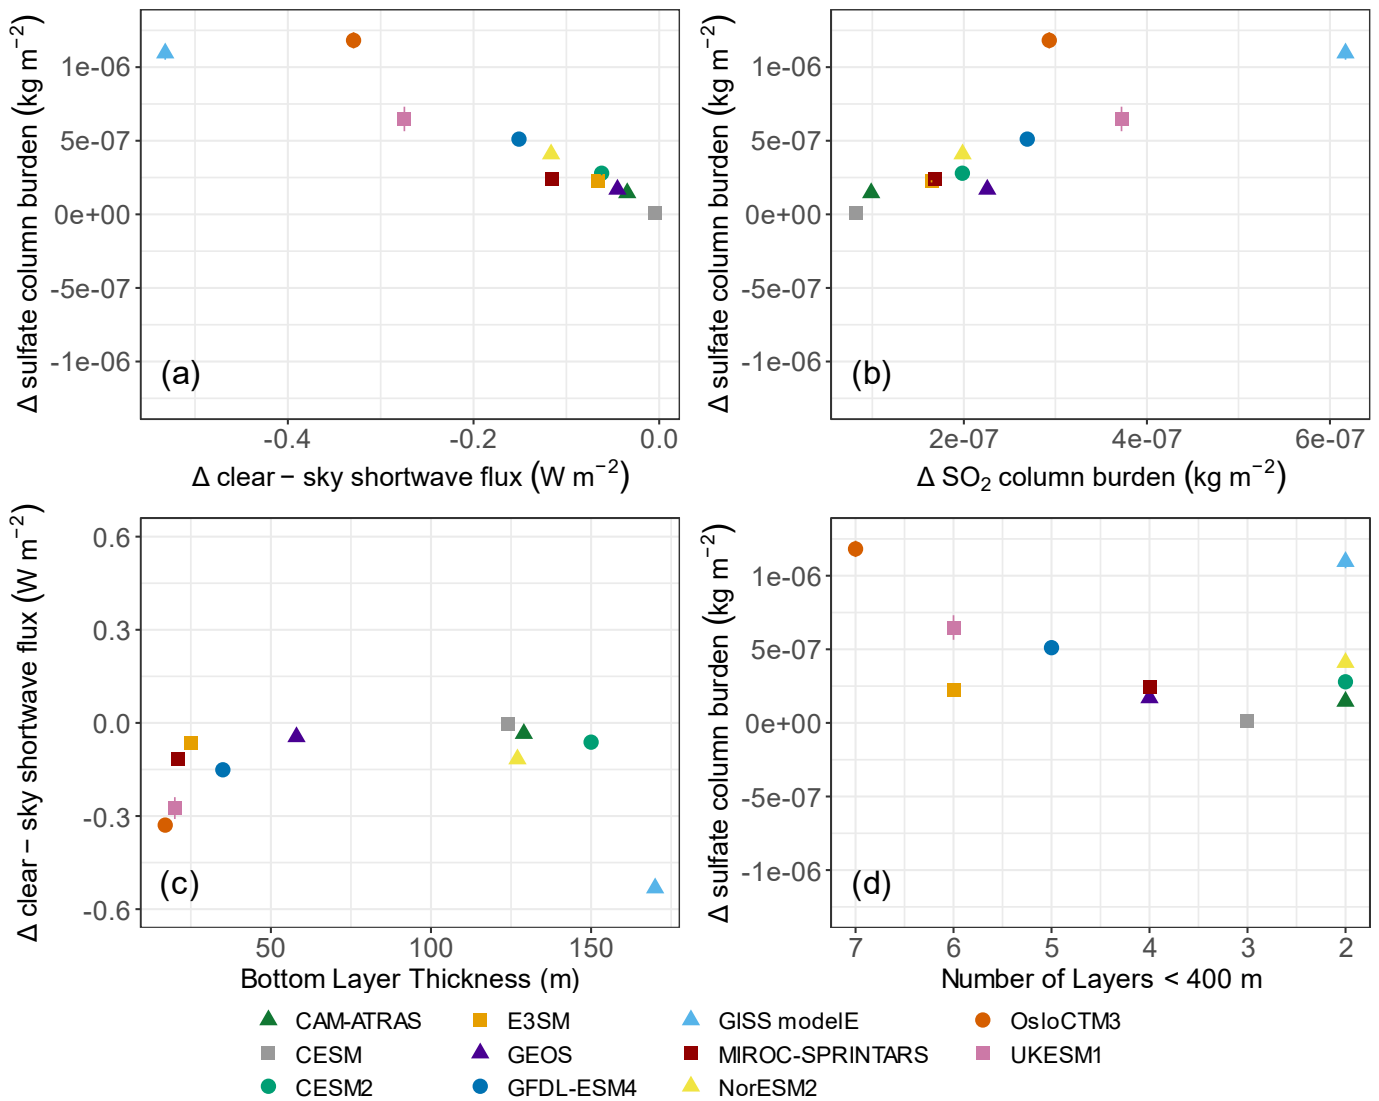 Δ sulfate column burden (kg m⁻²)
1e-06
5e-07
0e+00
-5e-07
-1e-06
(a)
-0.4 -0.2 0.0
Δ clear − sky shortwave flux (W m⁻²)
Δ sulfate column burden (kg m⁻²)
1e-06
5e-07
0e+00
-5e-07
-1e-06
(b)
2e-07 4e-07 6e-07
Δ SO₂ column burden (kg m⁻²)
Δ clear − sky shortwave flux (W m⁻²)
0.6
0.3
0.0
-0.3
-0.6
(c)
50 100 150
Bottom Layer Thickness (m)
Δ sulfate column burden (kg m⁻²)
1e-06
5e-07
0e+00
-5e-07
-1e-06
(d)
7 6 5 4 3 2
Number of Layers < 400 m
CAM-ATRAS E3SM GISS modelE OsloCTM3
CESM GEOS MIROC-SPRINTARS UKESM1
CESM2 GFDL-ESM4 NorESM2